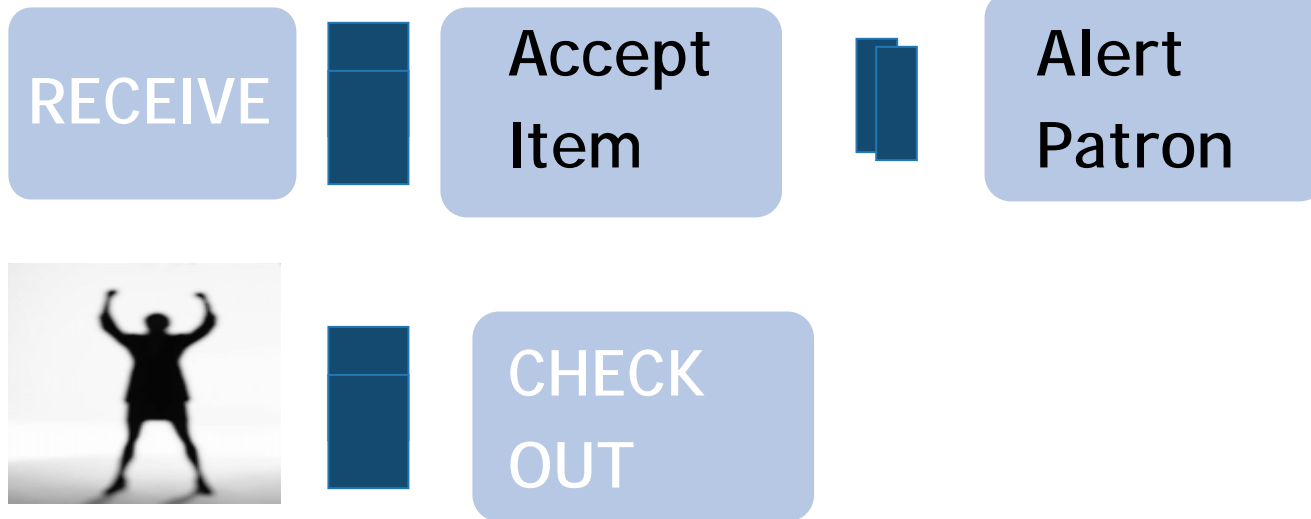 RECEIVE
Accept
Item
Alert
Patron
CHECK
OUT